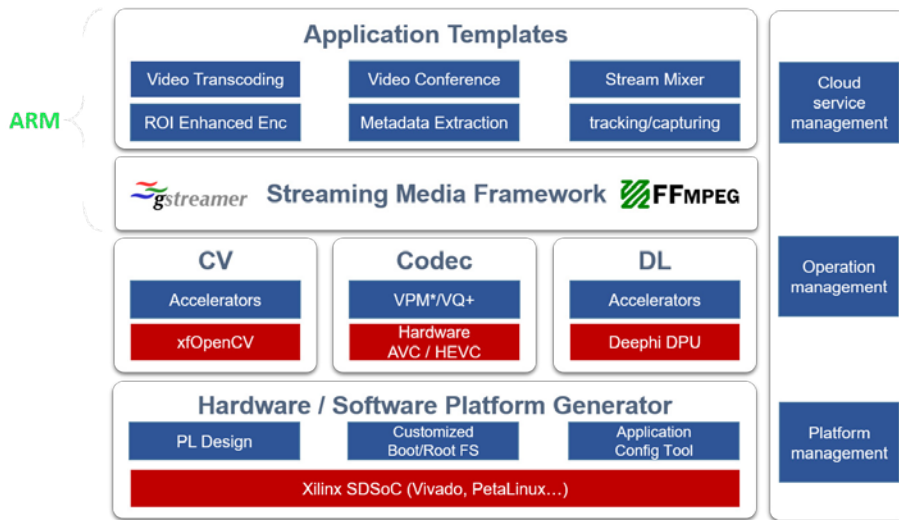 Application Templates
Video Transcoding
Video Conference
Stream Mixer
ROI Enhanced Enc
Metadata Extraction
tracking/capturing
ARM
gstreamer
Streaming Media Framework
FFMPEG
CV
Accelerators
xfOpenCV
Codec
VPM*/VQ+
Hardware
AVC / HEVC
DL
Accelerators
Deephi DPU
Hardware / Software Platform Generator
PL Design
Customized
Boot/Root FS
Application
Config Tool
Xilinx SDSoC (Vivado, PetaLinux…)
Cloud
service
management
Operation
management
Platform
management